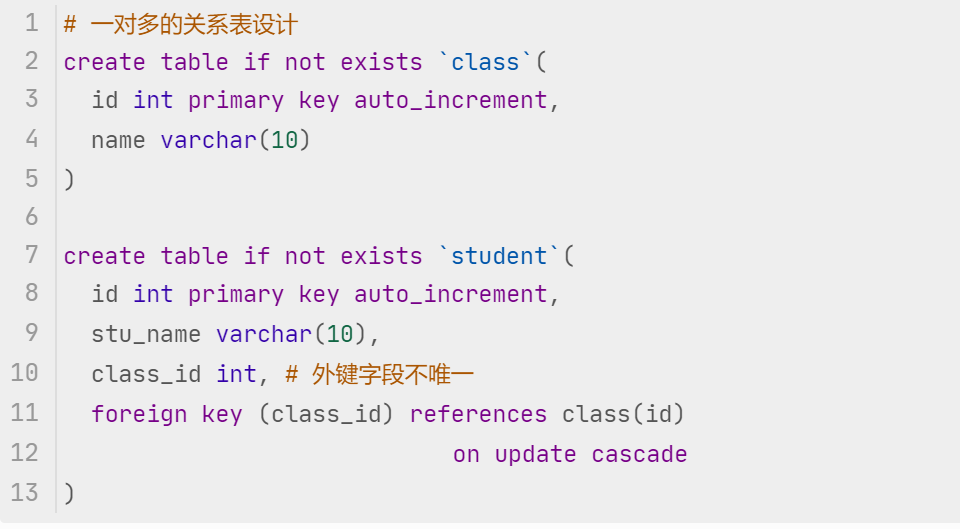 1 # 一对多的关系表设计
2 create table if not exists `class`(
3   id int primary key auto_increment,
4   name varchar(10)
5 )
6
7 create table if not exists `student`(
8   id int primary key auto_increment,
9   stu_name varchar(10),
10   class_id int, # 外键字段不唯一
11   foreign key (class_id) references class(id)
12                             on update cascade
13 )